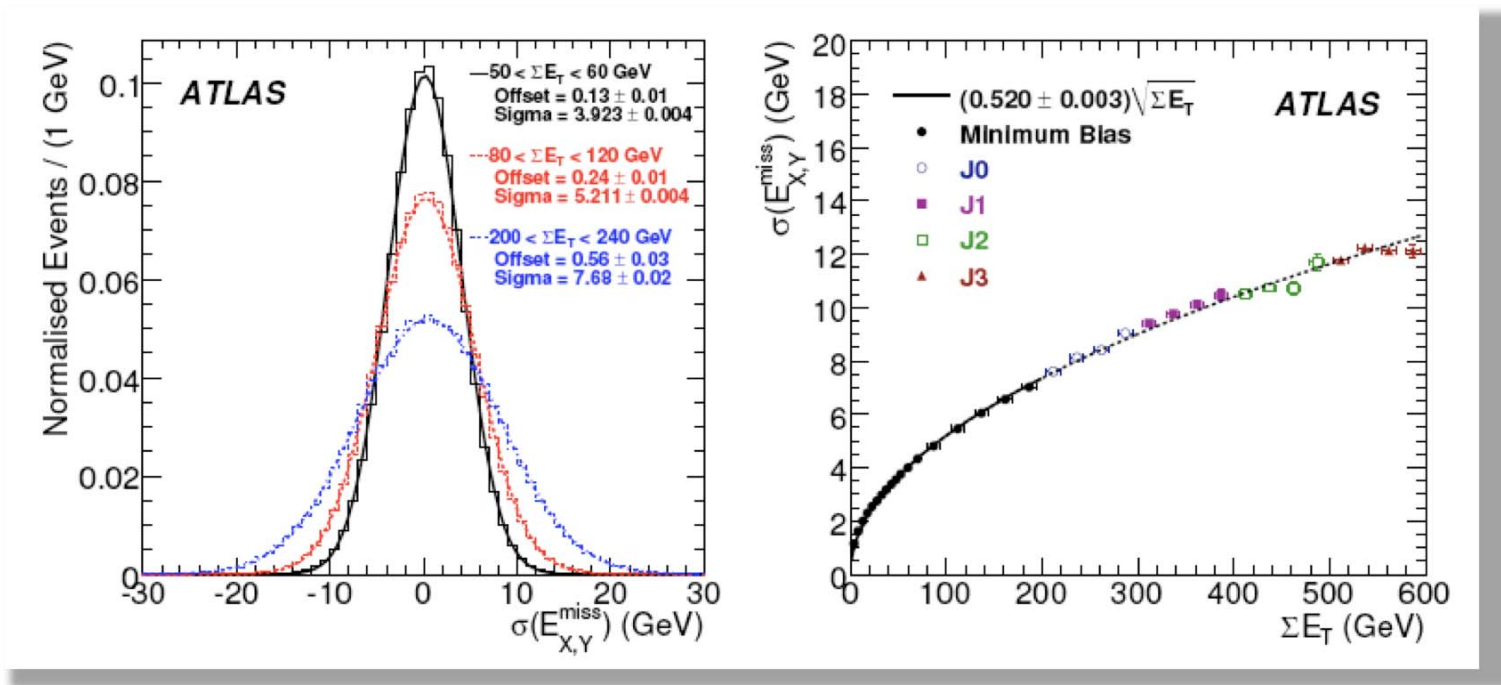 Normalised Events / (1 GeV)
0.1
0.08
0.06
0.04
0.02
0
-30
-20
-10
0
10
20
30
σ(E_{X,Y}^{miss}) (GeV)
ATLAS
50 < ΣE_T < 60 GeV
Offset = 0.13 ± 0.01
Sigma = 3.923 ± 0.004
80 < ΣE_T < 120 GeV
Offset = 0.24 ± 0.01
Sigma = 5.211 ± 0.004
200 < ΣE_T < 240 GeV
Offset = 0.56 ± 0.03
Sigma = 7.68 ± 0.02
σ(E_{X,Y}^{miss}) (GeV)
20
18
16
14
12
10
8
6
4
2
0
0
100
200
300
400
500
600
ΣE_T (GeV)
(0.520 ± 0.003)√ΣE_T
ATLAS
Minimum Bias
J0
J1
J2
J3